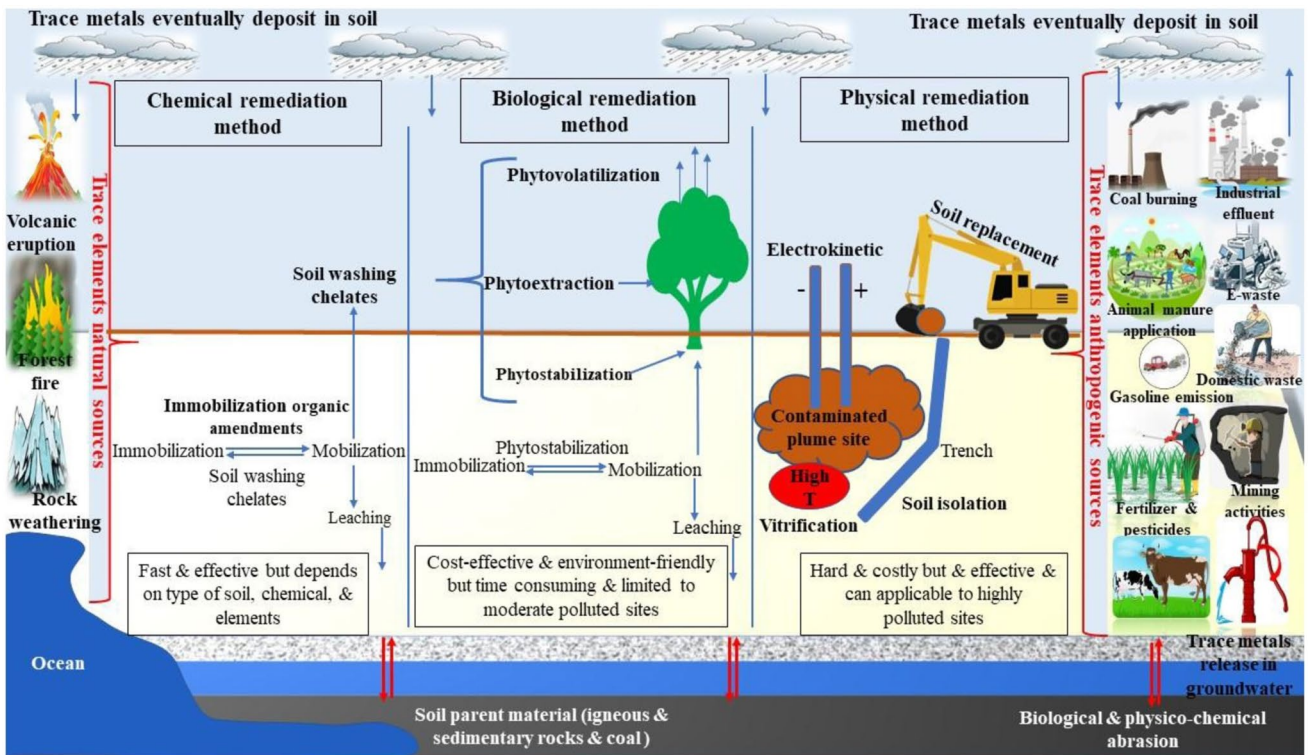 Trace metals eventually deposit in soil
Trace metals eventually deposit in soil
Chemical remediation
method
Biological remediation
method
Physical remediation
method
Trace elements natural sources
Volcanic
eruption
Forest
fire
Rock
weathering
Soil washing
chelates
Immobilization organic
amendments
Immobilization
Mobilization
Soil washing
chelates
Leaching
Fast & effective but depends
on type of soil, chemical, &
elements
Phytovolatilization
Phytoextraction
Phytostabilization
Phytostabilization
Immobilization
Mobilization
Leaching
Cost-effective & environment-friendly
but time consuming & limited to
moderate polluted sites
Electrokinetic
- +
Soil replacement
Contaminated
plume site
High
T
Vitrification
Trench
Soil isolation
Hard & costly but & effective &
can applicable to highly
polluted sites
Trace elements anthropogenic sources
Coal burning
Industrial
effluent
Animal manure
application
E-waste
Gasoline emission
Domestic waste
Fertilizer &
pesticides
Mining
activities
Trace metals
release in
groundwater
Ocean
Soil parent material (igneous &
sedimentary rocks & coal )
Biological & physico-chemical
abrasion